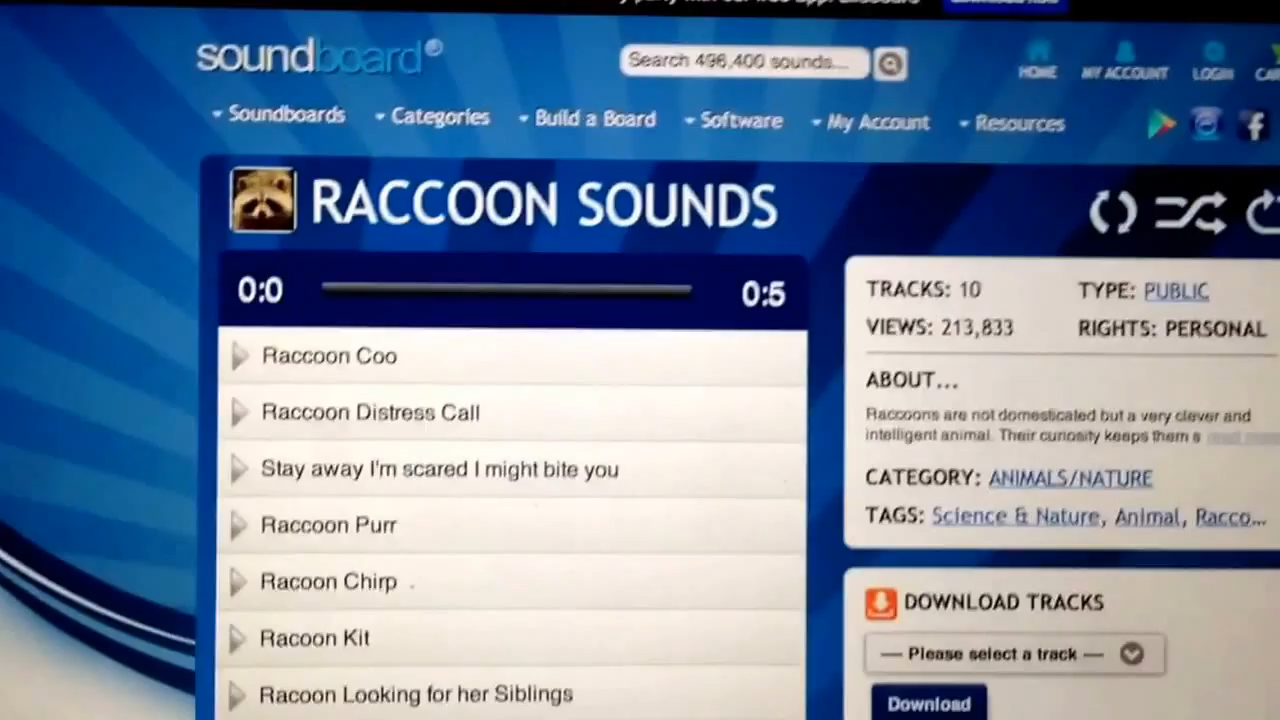 soundboard®
Search 496,400 sounds...
HOME
MY ACCOUNT
LOGIN
Soundboards
Categories
Build a Board
Software
My Account
Resources
RACCOON SOUNDS
0:0
0:5
Raccoon Coo
Raccoon Distress Call
Stay away I'm scared I might bite you
Raccoon Purr
Racoon Chirp
Racoon Kit
Racoon Looking for her Siblings
TRACKS: 10
TYPE: PUBLIC
VIEWS: 213,833
RIGHTS: PERSONAL
ABOUT...
Raccoons are not domesticated but a very clever and
intelligent animal. Their curiosity keeps them a
CATEGORY: ANIMALS/NATURE
TAGS: Science & Nature, Animal, Racco...
DOWNLOAD TRACKS
— Please select a track —
Download